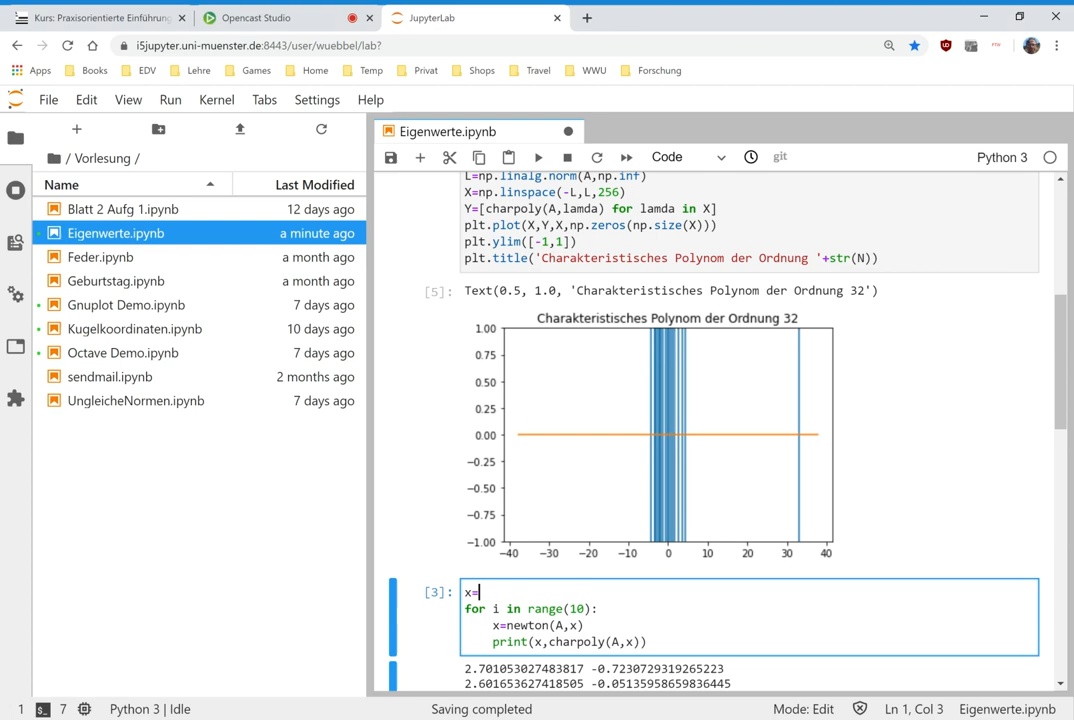 Kurs: Praxisorientierte Einführung
Opencast Studio
JupyterLab
i5jupyter.uni-muenster.de:8443/user/wuebbel/lab?
Apps Books EDV Lehre Games Home Temp Privat Shops Travel WWU Forschung
File Edit View Run Kernel Tabs Settings Help
Eigenwerte.ipynb
/ Vorlesung /
Code git Python 3
Name Last Modified
Blatt 2 Aufg 1.ipynb 12 days ago
Eigenwerte.ipynb a minute ago
Feder.ipynb a month ago
Geburtstag.ipynb a month ago
Gnuplot Demo.ipynb 7 days ago
Kugelkoordinaten.ipynb 10 days ago
Octave Demo.ipynb 7 days ago
sendmail.ipynb 2 months ago
UngleicheNormen.ipynb 7 days ago
L=np.linalg.norm(A,np.inf)
X=np.linspace(-L,L,256)
Y=[charpoly(A,lamda) for lamda in X]
plt.plot(X,Y,X,np.zeros(np.size(X)))
plt.ylim([-1,1])
plt.title('Charakteristisches Polynom der Ordnung '+str(N))
[5]: Text(0.5, 1.0, 'Charakteristisches Polynom der Ordnung 32')
Charakteristisches Polynom der Ordnung 32
1.00
0.75
0.50
0.25
0.00
−0.25
−0.50
−0.75
−1.00
−40 −30 −20 −10 0 10 20 30 40
[3]: x=
for i in range(10):
x=newton(A,x)
print(x,charpoly(A,x))
2.701053027483817 -0.7230729319265223
2.601653627418505 -0.05135958659836445
1 7 Python 3 | Idle Saving completed Mode: Edit Ln 1, Col 3 Eigenwerte.ipynb